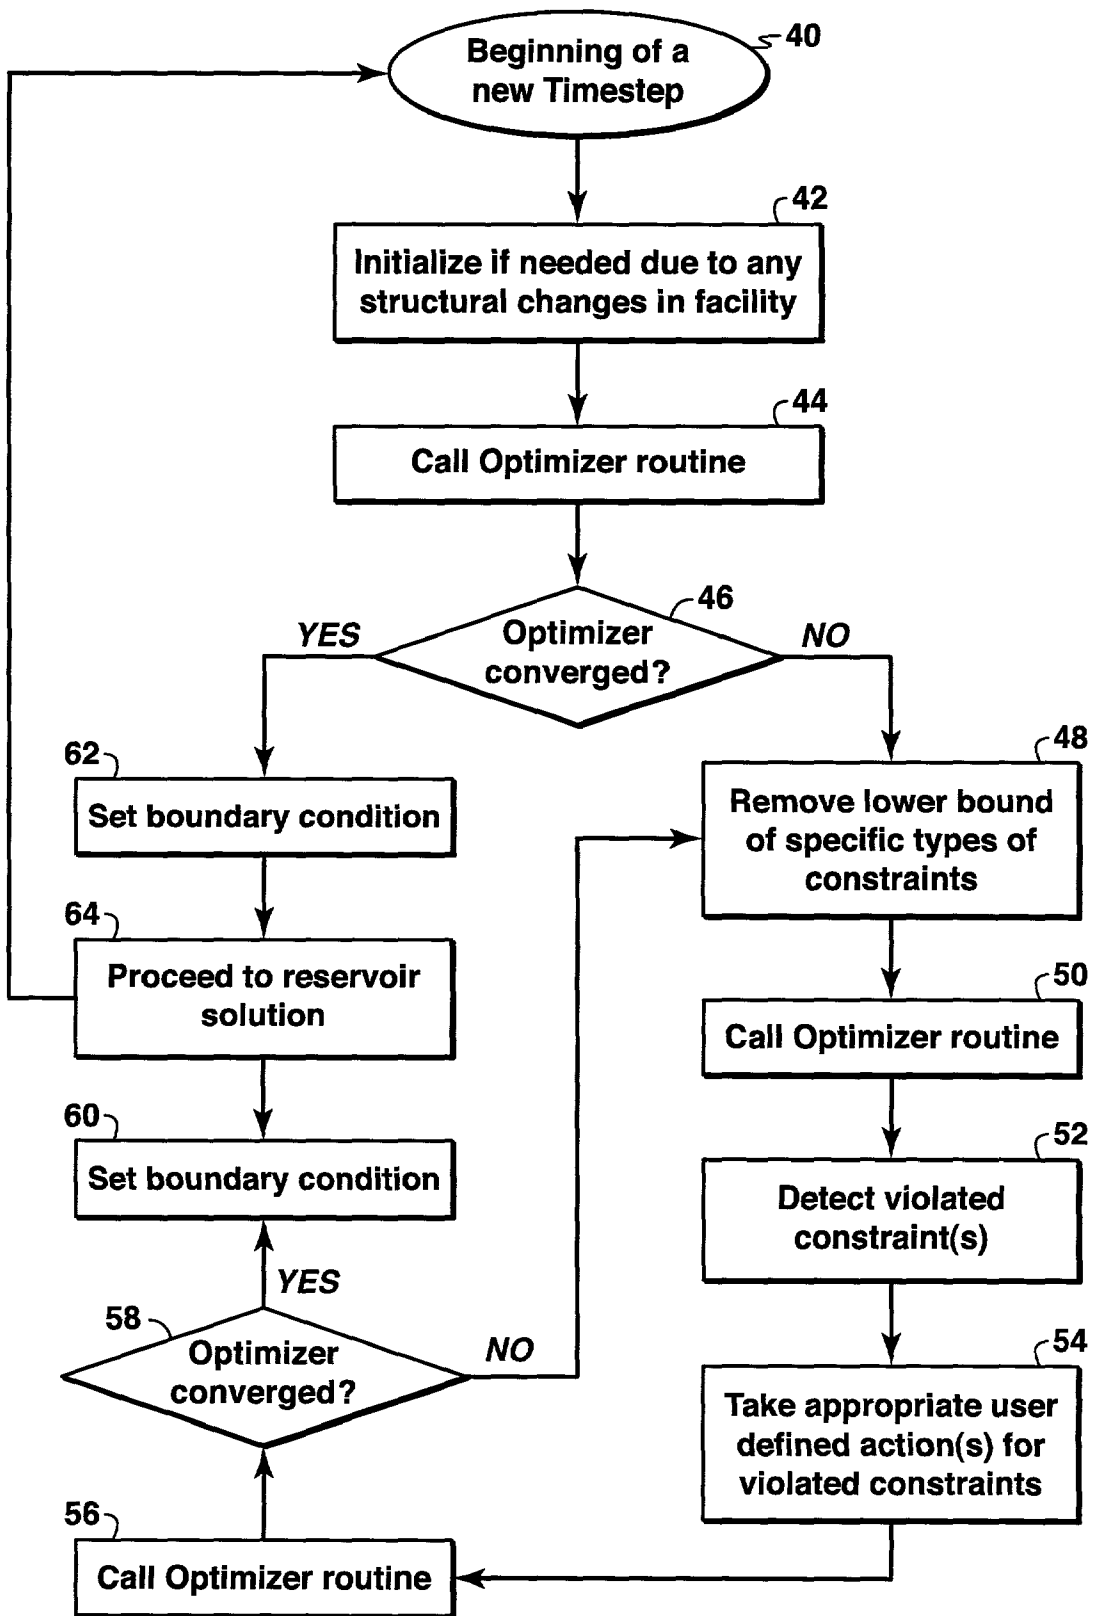 40
Beginning of a
new Timestep
42
Initialize if needed due to any
structural changes in facility
44
Call Optimizer routine
46
Optimizer
converged?
YES
NO
62
Set boundary condition
64
Proceed to reservoir
solution
60
Set boundary condition
YES
58
Optimizer
converged?
NO
56
Call Optimizer routine
48
Remove lower bound
of specific types of
constraints
50
Call Optimizer routine
52
Detect violated
constraint(s)
54
Take appropriate user
defined action(s) for
violated constraints